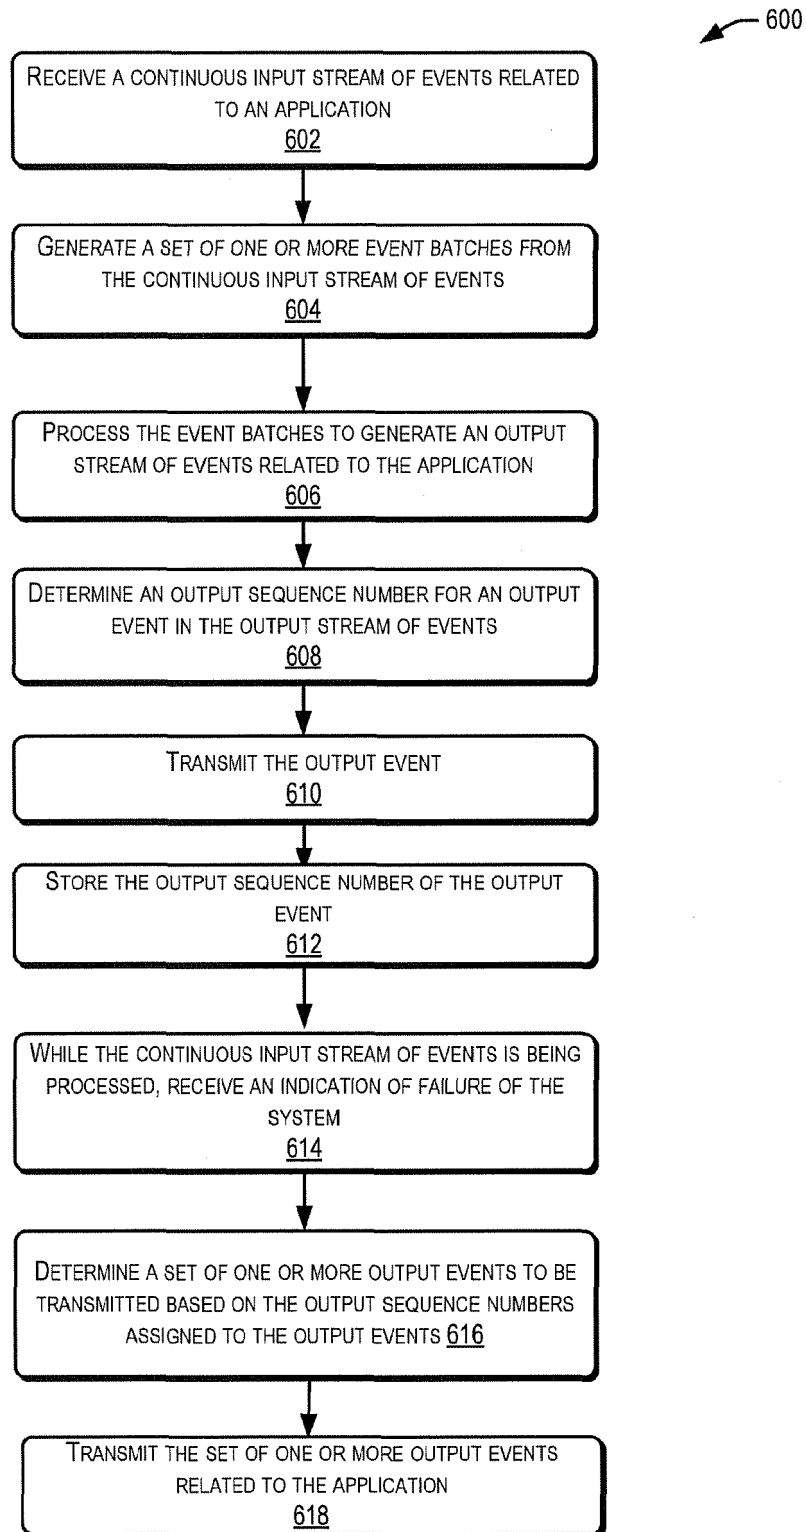 600
RECEIVE A CONTINUOUS INPUT STREAM OF EVENTS RELATED
TO AN APPLICATION
602
GENERATE A SET OF ONE OR MORE EVENT BATCHES FROM
THE CONTINUOUS INPUT STREAM OF EVENTS
604
PROCESS THE EVENT BATCHES TO GENERATE AN OUTPUT
STREAM OF EVENTS RELATED TO THE APPLICATION
606
DETERMINE AN OUTPUT SEQUENCE NUMBER FOR AN OUTPUT
EVENT IN THE OUTPUT STREAM OF EVENTS
608
TRANSMIT THE OUTPUT EVENT
610
STORE THE OUTPUT SEQUENCE NUMBER OF THE OUTPUT
EVENT
612
WHILE THE CONTINUOUS INPUT STREAM OF EVENTS IS BEING
PROCESSED, RECEIVE AN INDICATION OF FAILURE OF THE
SYSTEM
614
DETERMINE A SET OF ONE OR MORE OUTPUT EVENTS TO BE
TRANSMITTED BASED ON THE OUTPUT SEQUENCE NUMBERS
ASSIGNED TO THE OUTPUT EVENTS 616
TRANSMIT THE SET OF ONE OR MORE OUTPUT EVENTS
RELATED TO THE APPLICATION
618